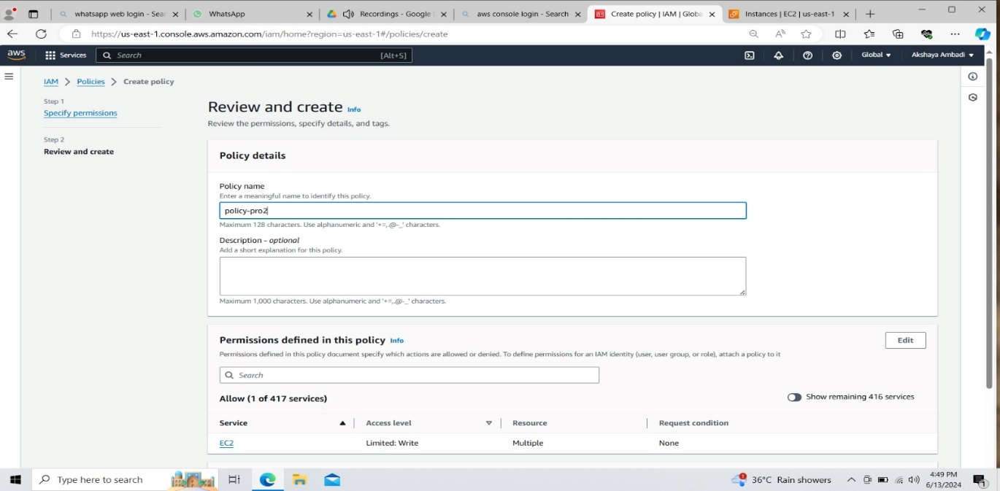 whatsapp web login - Sear
WhatsApp
Recordings - Google
aws console login - Search
Create policy | IAM | Globa
Instances | EC2 | us-east-1
https://us-east-1.console.aws.amazon.com/iam/home?region=us-east-1#/policies/create
aws
Services
Search
[Alt+S]
Global
Akshaya Ambadi
IAM > Policies > Create policy
Step 1
Specify permissions
Step 2
Review and create
Review and create Info
Review the permissions, specify details, and tags.
Policy details
Policy name
Enter a meaningful name to identify this policy.
policy-pro2
Maximum 128 characters. Use alphanumeric and '+=,.@-_' characters.
Description - optional
Add a short explanation for this policy.
Maximum 1,000 characters. Use alphanumeric and '+=,.@-_' characters.
Permissions defined in this policy Info
Edit
Permissions defined in this policy document specify which actions are allowed or denied. To define permissions for an IAM identity (user, user group, or role), attach a policy to it
Search
Allow (1 of 417 services)
Show remaining 416 services
Service
Access level
Resource
Request condition
EC2
Limited: Write
Multiple
None
Type here to search
1
36°C Rain showers
4:49 PM
6/13/2024
1